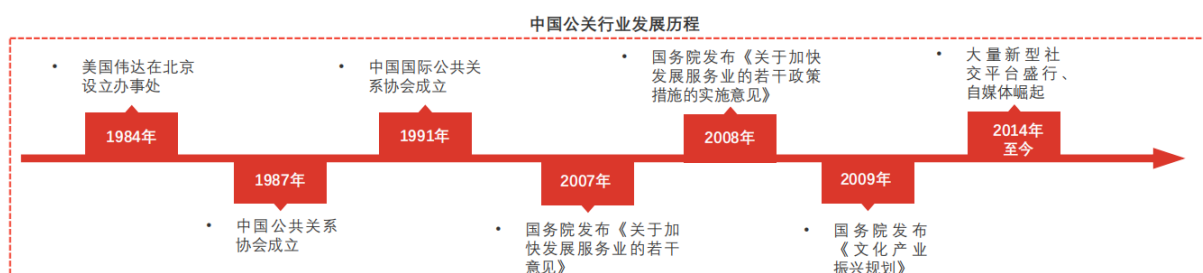 中国公关行业发展历程
• 美国伟达在北京
设立办事处
• 中国国际公共关
系协会成立
• 国务院发布《关于加快
发展服务业的若干政策
措施的实施意见》
• 大量新型社
交平台盛行、
自媒体崛起
1984年
1991年
2008年
2014年
至今
1987年
2007年
2009年
• 中国公共关系
协会成立
• 国务院发布《关于加
快发展服务业的若干
意见》
• 国务院发布
《文化产业
振兴规划》